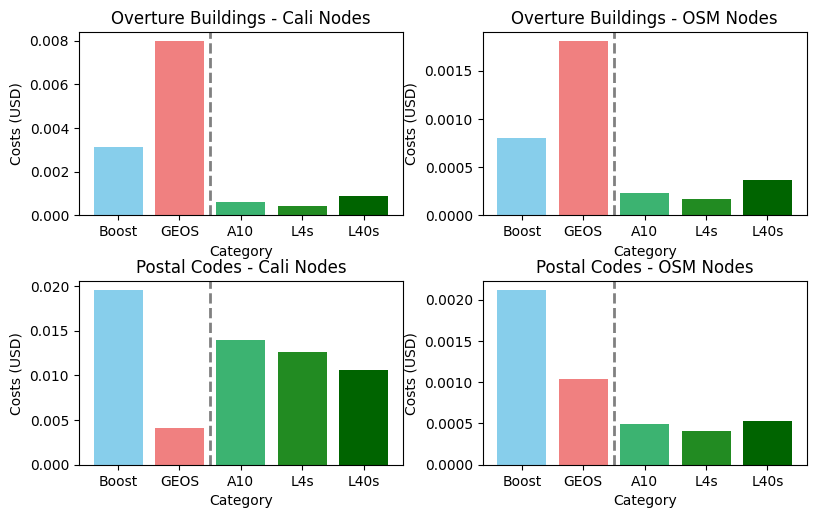 Overture Buildings - Cali Nodes
Costs (USD)
0.008
0.006
0.004
0.002
0.000
Boost GEOS A10 L4s L40s
Category
Overture Buildings - OSM Nodes
Costs (USD)
0.0015
0.0010
0.0005
0.0000
Boost GEOS A10 L4s L40s
Category
Postal Codes - Cali Nodes
Costs (USD)
0.020
0.015
0.010
0.005
0.000
Boost GEOS A10 L4s L40s
Category
Postal Codes - OSM Nodes
Costs (USD)
0.0020
0.0015
0.0010
0.0005
0.0000
Boost GEOS A10 L4s L40s
Category